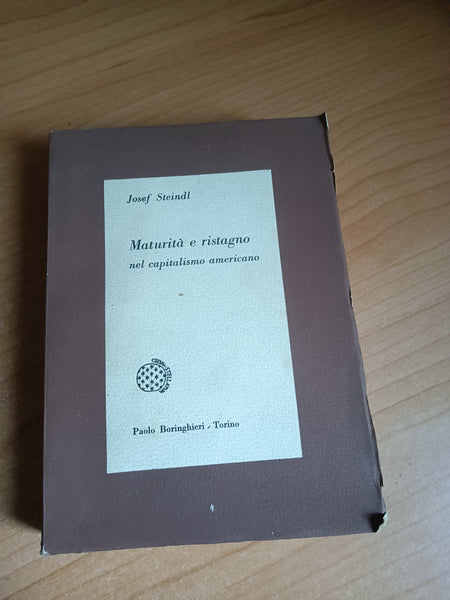 Josef Steindl
Maturità e ristagno
nel capitalismo americano
Paolo Boringhieri - Torino